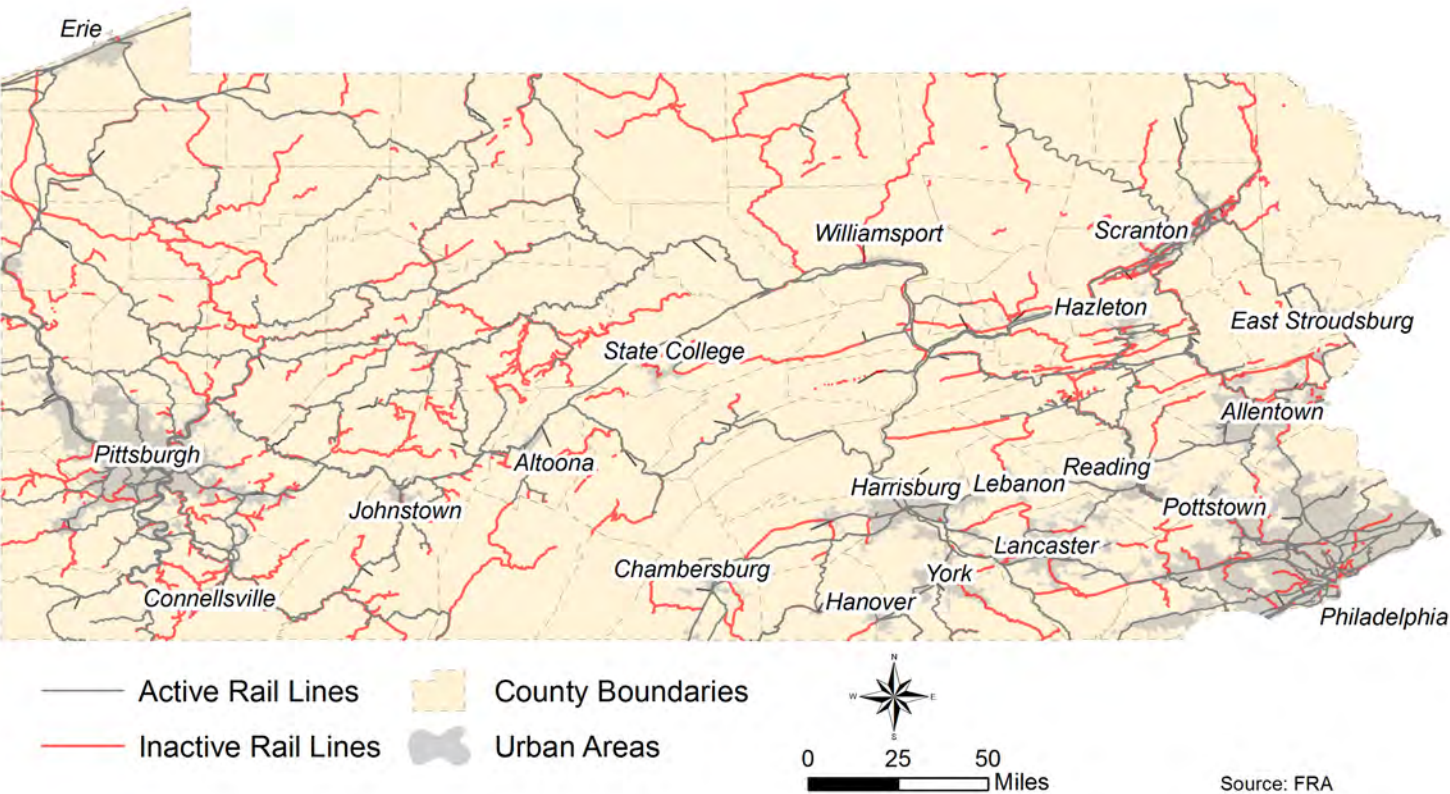 Erie
Williamsport
Scranton
Hazleton
East Stroudsburg
State College
Allentown
Pittsburgh
Altoona
Reading
Harrisburg
Lebanon
Johnstown
Pottstown
Lancaster
Chambersburg
York
Connellsville
Hanover
Philadelphia
Active Rail Lines
County Boundaries
Inactive Rail Lines
Urban Areas
N
W
E
S
0 25 50
Miles
Source: FRA